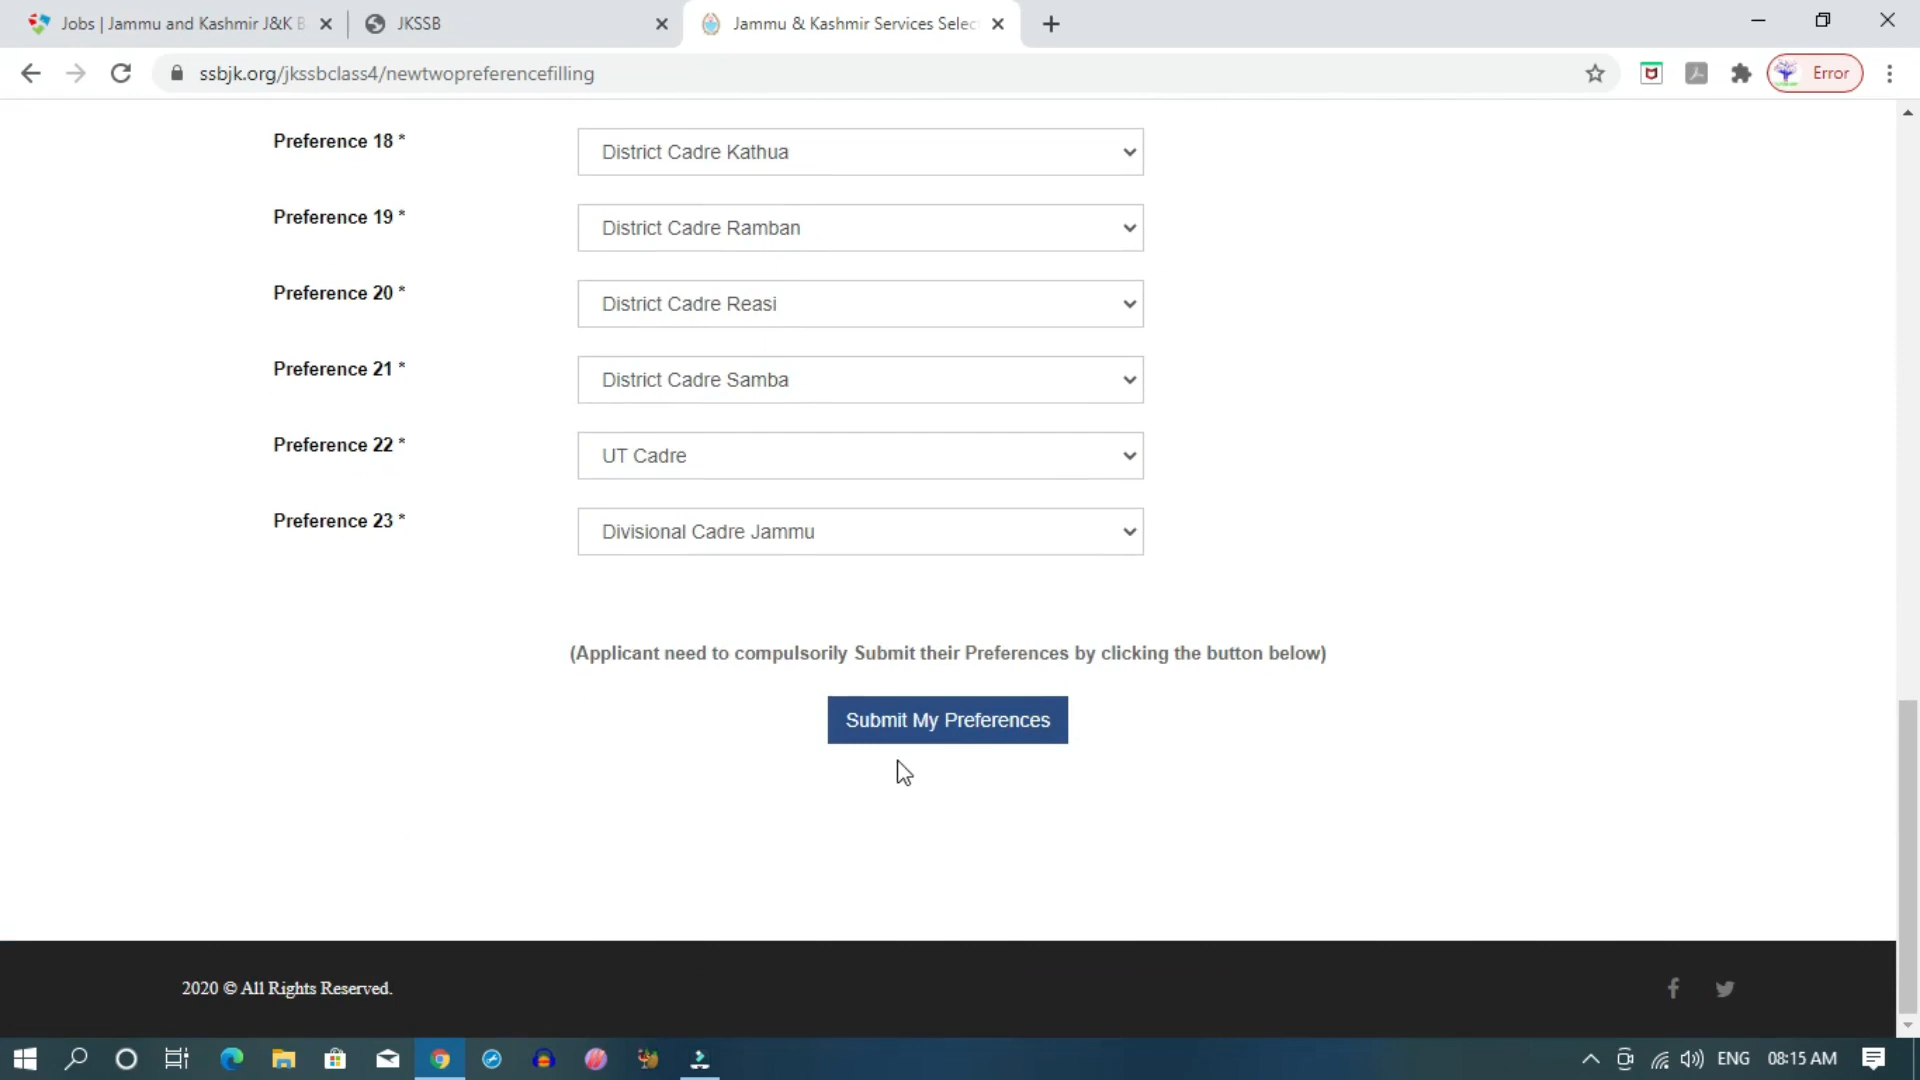 Jobs | Jammu and Kashmir J&K B
JKSSB
Jammu & Kashmir Services Selec
ssbjk.org/jkssbclass4/newtwopreferencefilling
Error
Preference 18 *
District Cadre Kathua
Preference 19 *
District Cadre Ramban
Preference 20 *
District Cadre Reasi
Preference 21 *
District Cadre Samba
Preference 22 *
UT Cadre
Preference 23 *
Divisional Cadre Jammu
(Applicant need to compulsorily Submit their Preferences by clicking the button below)
Submit My Preferences
2020 © All Rights Reserved.
ENG
08:15 AM